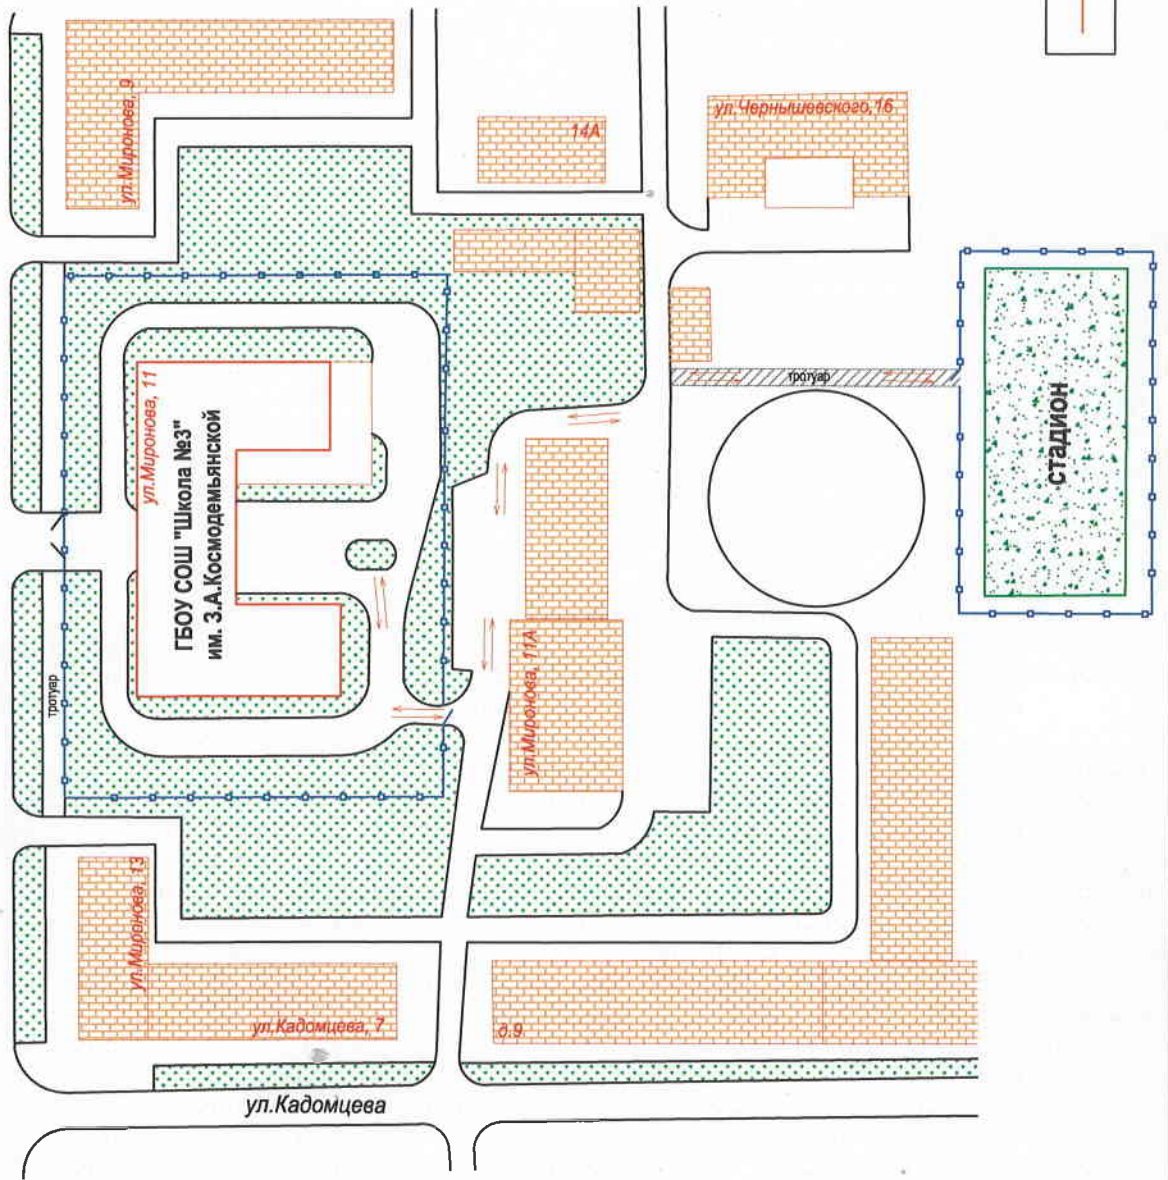 ул.Миронова, 9
14А
ул.Чернышевского,16
ул.Миронова, 11
ГБОУ СОШ "Школа №3"
им. З.А.Космодемьянской
тротуар
стадион
тротуар
ул.Миронова, 11А
ул.Миронова, 13
ул.Кадомцева, 7
д.9
ул.Кадомцева